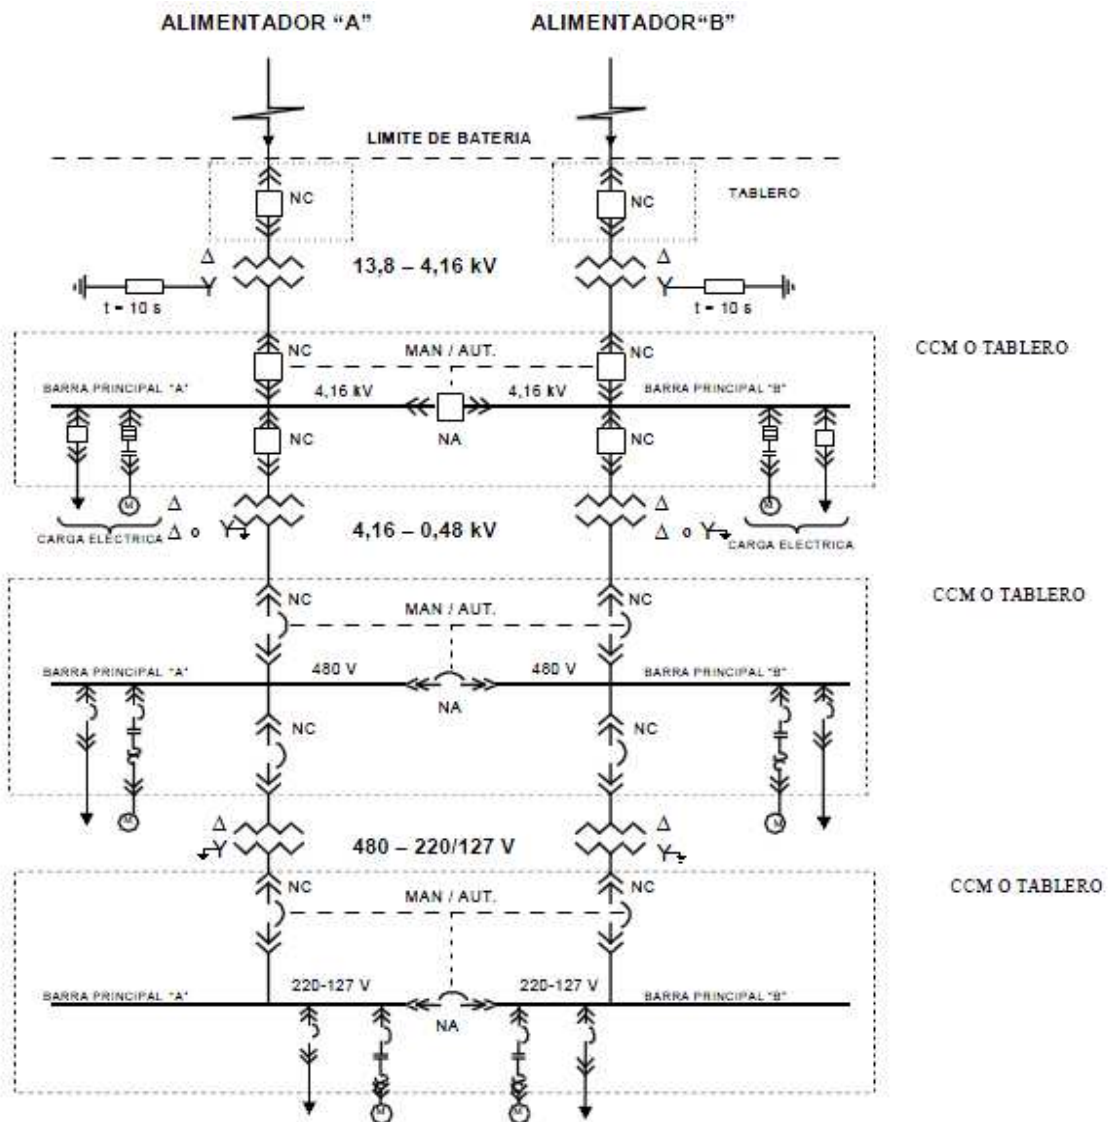 ALIMENTADOR "A" ALIMENTADOR"B"
LIMITE DE BATERIA
NC NC TABLERO
Δ 13,8 – 4,16 kV Δ
Y Y
t – 10 s t – 10 s
NC MAN / AUT. NC CCM O TABLERO
BARRA PRINCIPAL "A" 4,16 kV 4,16 kV BARRA PRINCIPAL "B"
NC NA NC
M Δ Δ M
CARGA ELECTRICA Δ o Y 4,16 – 0,48 kV Δ o Y CARGA ELECTRICA
NC MAN / AUT. NC CCM O TABLERO
BARRA PRINCIPAL "A" 480 V 480 V BARRA PRINCIPAL "B"
NC NA NC
M Δ Δ M
Y 480 – 220/127 V Y
NC MAN / AUT. NC CCM O TABLERO
BARRA PRINCIPAL "A" 220-127 V 220-127 V BARRA PRINCIPAL "B"
NA
M M